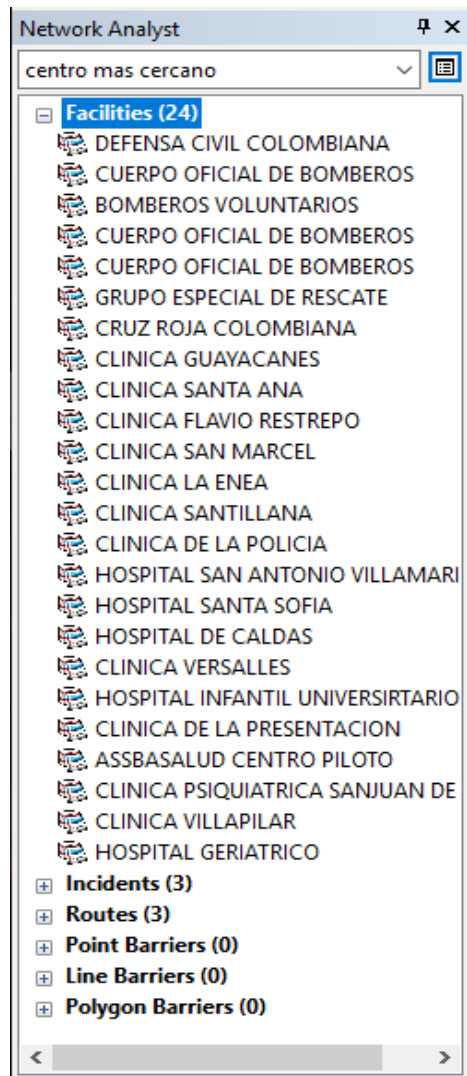 Network Analyst
centro mas cercano
Facilities (24)
DEFENSA CIVIL COLOMBIANA
CUERPO OFICIAL DE BOMBEROS
BOMBEROS VOLUNTARIOS
CUERPO OFICIAL DE BOMBEROS
CUERPO OFICIAL DE BOMBEROS
GRUPO ESPECIAL DE RESCATE
CRUZ ROJA COLOMBIANA
CLINICA GUAYACANES
CLINICA SANTA ANA
CLINICA FLAVIO RESTREPO
CLINICA SAN MARCEL
CLINICA LA ENEA
CLINICA SANTILLANA
CLINICA DE LA POLICIA
HOSPITAL SAN ANTONIO VILLAMARI
HOSPITAL SANTA SOFIA
HOSPITAL DE CALDAS
CLINICA VERSALLES
HOSPITAL INFANTIL UNIVERSIRTARIO
CLINICA DE LA PRESENTACION
ASSBASALUD CENTRO PILOTO
CLINICA PSIQUIATRICA SANJUAN DE
CLINICA VILLAPILAR
HOSPITAL GERIATRICO
Incidents (3)
Routes (3)
Point Barriers (0)
Line Barriers (0)
Polygon Barriers (0)